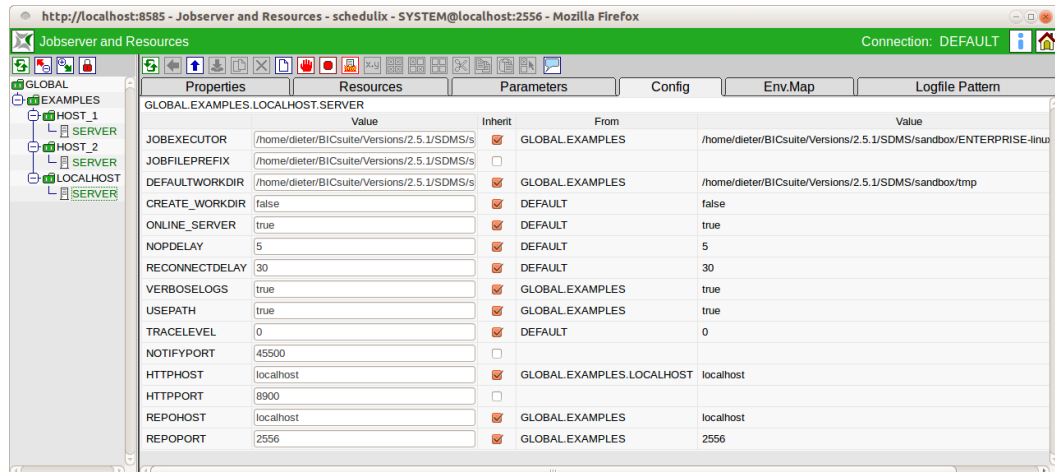 http://localhost:8585 - Jobserver and Resources - schedulix - SYSTEM@localhost:2556 - Mozilla Firefox
Jobserver and Resources Connection: DEFAULT
GLOBAL
EXAMPLES
HOST_1
SERVER
HOST_2
SERVER
LOCALHOST
SERVER
Properties Resources Parameters Config Env.Map Logfile Pattern
GLOBAL.EXAMPLES.LOCALHOST.SERVER
Value Inherit From Value
JOBEXECUTOR /home/dieter/BICsuite/Versions/2.5.1/SDMS/s GLOBAL.EXAMPLES /home/dieter/BICsuite/Versions/2.5.1/SDMS/sandbox/ENTERPRISE-linux
JOBFILEPREFIX /home/dieter/BICsuite/Versions/2.5.1/SDMS/s
DEFAULTWORKDIR /home/dieter/BICsuite/Versions/2.5.1/SDMS/s GLOBAL.EXAMPLES /home/dieter/BICsuite/Versions/2.5.1/SDMS/sandbox/tmp
CREATE_WORKDIR false DEFAULT false
ONLINE_SERVER true DEFAULT true
NOPDELAY 5 DEFAULT 5
RECONNECTDELAY 30 DEFAULT 30
VERBOSELOGS true GLOBAL.EXAMPLES true
USEPATH true GLOBAL.EXAMPLES true
TRACELEVEL 0 DEFAULT 0
NOTIFYPORT 45500
HTTPHOST localhost GLOBAL.EXAMPLES.LOCALHOST localhost
HTTPPORT 8900
REPOHOST localhost GLOBAL.EXAMPLES localhost
REPOPORT 2556 GLOBAL.EXAMPLES 2556